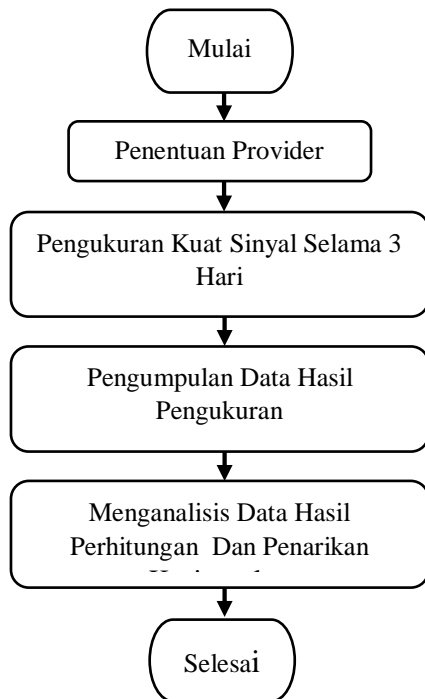 Mulai
Penentuan Provider
Pengukuran Kuat Sinyal Selama 3
Hari
Pengumpulan Data Hasil
Pengukuran
Menganalisis Data Hasil
Perhitungan Dan Penarikan
Selesai